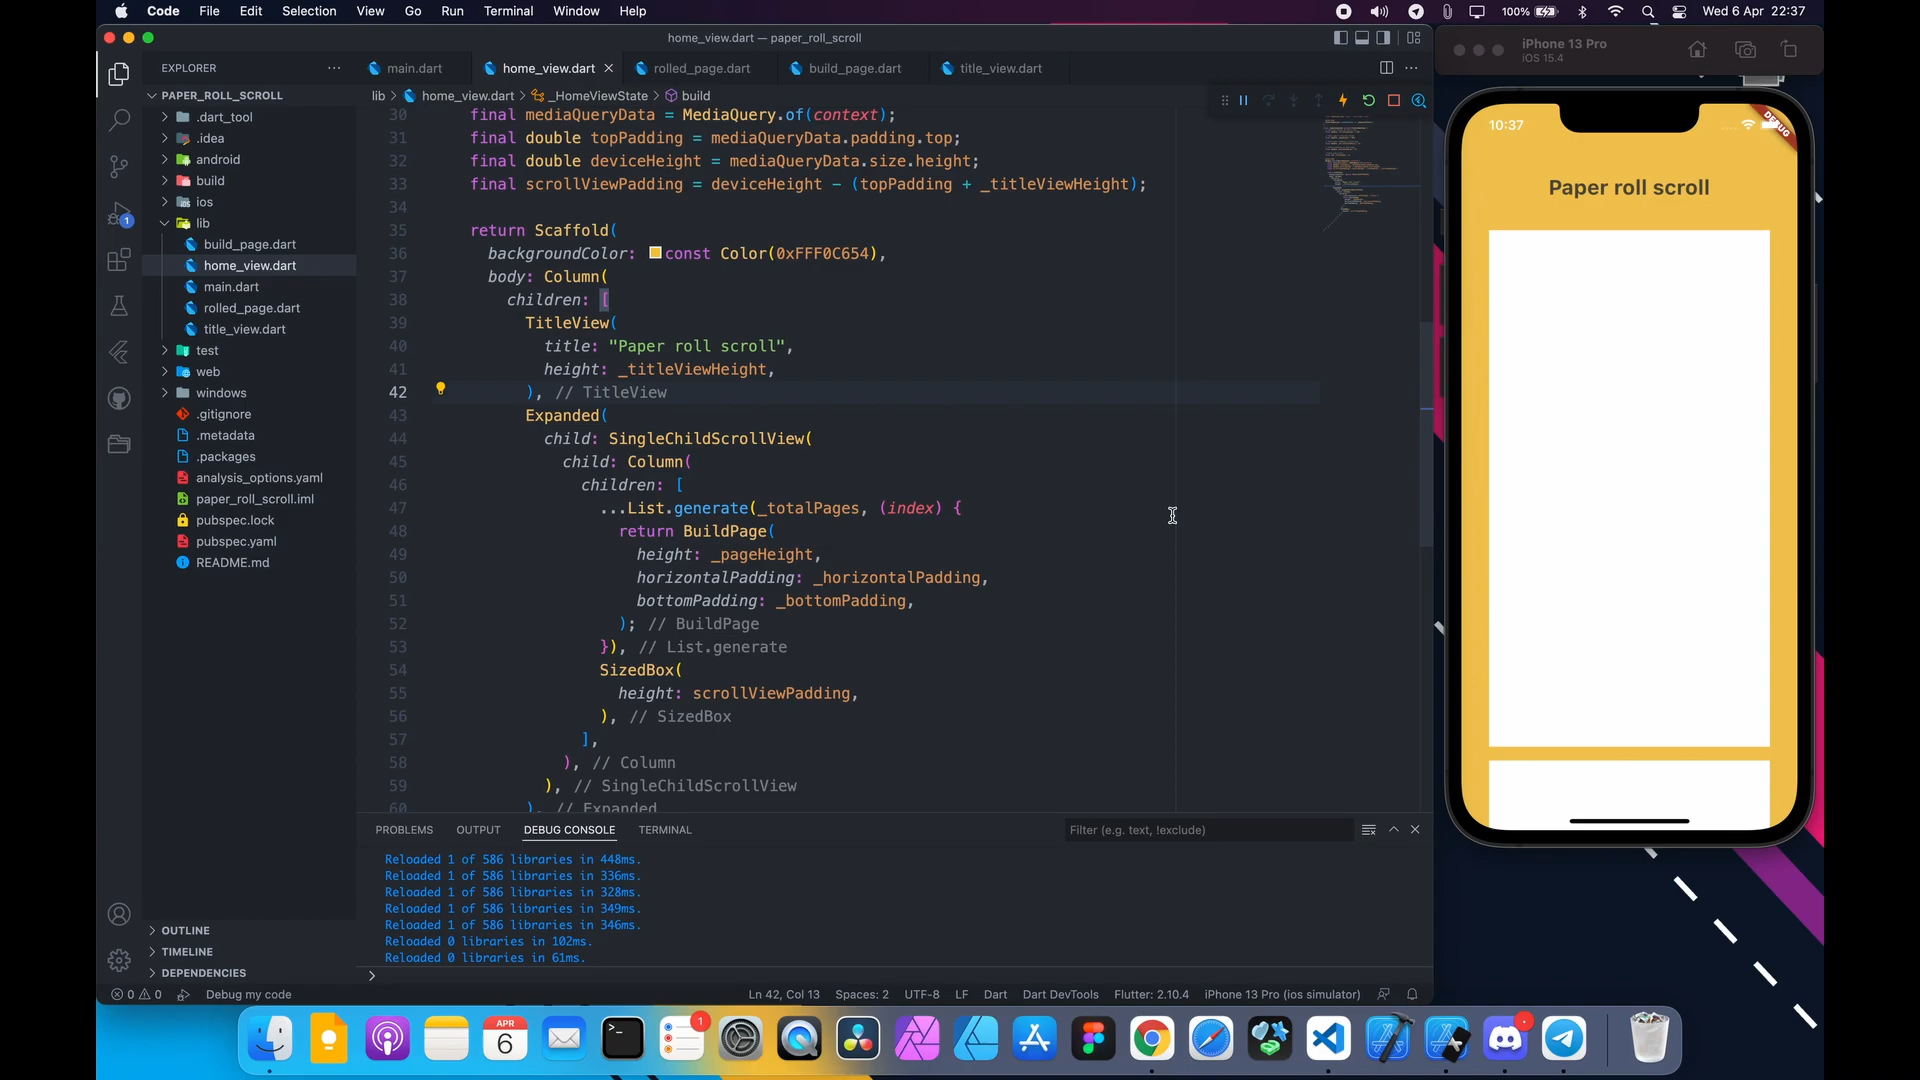 Code File Edit Selection View Go Run Terminal Window Help
100% Wed 6 Apr 22:37
home_view.dart — paper_roll_scroll
EXPLORER
PAPER_ROLL_SCROLL
.dart_tool
.idea
android
build
ios
lib
build_page.dart
home_view.dart
main.dart
rolled_page.dart
title_view.dart
test
web
windows
.gitignore
.metadata
.packages
analysis_options.yaml
paper_roll_scroll.iml
pubspec.lock
pubspec.yaml
README.md
OUTLINE
TIMELINE
DEPENDENCIES
1
main.dart home_view.dart rolled_page.dart build_page.dart title_view.dart
lib > home_view.dart > _HomeViewState > build
30 final mediaQueryData = MediaQuery.of(context);
31 final double topPadding = mediaQueryData.padding.top;
32 final double deviceHeight = mediaQueryData.size.height;
33 final scrollViewPadding = deviceHeight - (topPadding + _titleViewHeight);
34
35 return Scaffold(
36 backgroundColor: const Color(0xFFF0C654),
37 body: Column(
38 children: [
39 TitleView(
40 title: "Paper roll scroll",
41 height: _titleViewHeight,
42 ), // TitleView
43 Expanded(
44 child: SingleChildScrollView(
45 child: Column(
46 children: [
47 ...List.generate(_totalPages, (index) {
48 return BuildPage(
49 height: _pageHeight,
50 horizontalPadding: _horizontalPadding,
51 bottomPadding: _bottomPadding,
52 ); // BuildPage
53 }), // List.generate
54 SizedBox(
55 height: scrollViewPadding,
56 ), // SizedBox
57 ],
58 ), // Column
59 ), // SingleChildScrollView
60 ), // Expanded
PROBLEMS OUTPUT DEBUG CONSOLE TERMINAL Filter (e.g. text, !exclude)
Reloaded 1 of 586 libraries in 448ms.
Reloaded 1 of 586 libraries in 336ms.
Reloaded 1 of 586 libraries in 328ms.
Reloaded 1 of 586 libraries in 349ms.
Reloaded 1 of 586 libraries in 346ms.
Reloaded 0 libraries in 102ms.
Reloaded 0 libraries in 61ms.
0 0 Debug my code Ln 42, Col 13 Spaces: 2 UTF-8 LF Dart Dart DevTools Flutter: 2.10.4 iPhone 13 Pro (ios simulator)
iPhone 13 Pro
iOS 15.4
10:37
DEBUG
Paper roll scroll
APR
6
1